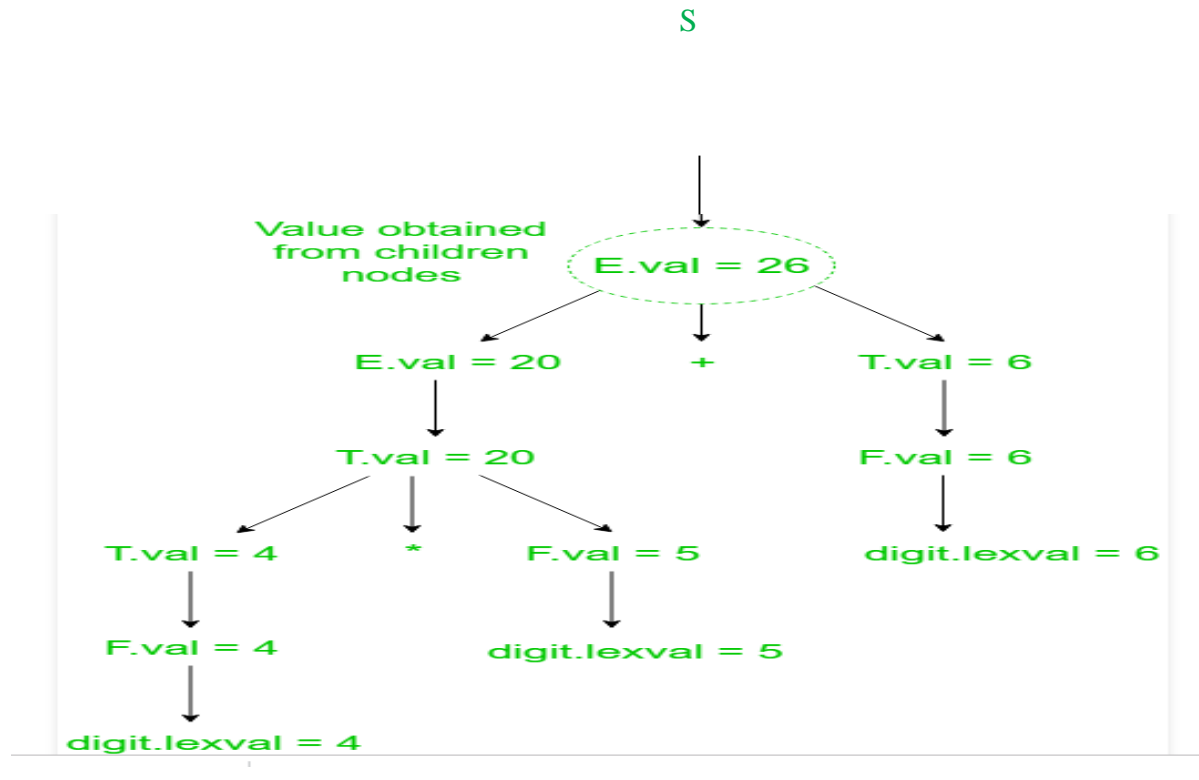 S
Value obtained
from children
nodes
E.val = 26
E.val = 20
+
T.val = 6
T.val = 20
F.val = 6
T.val = 4
*
F.val = 5
digit.lexval = 6
F.val = 4
digit.lexval = 5
digit.lexval = 4